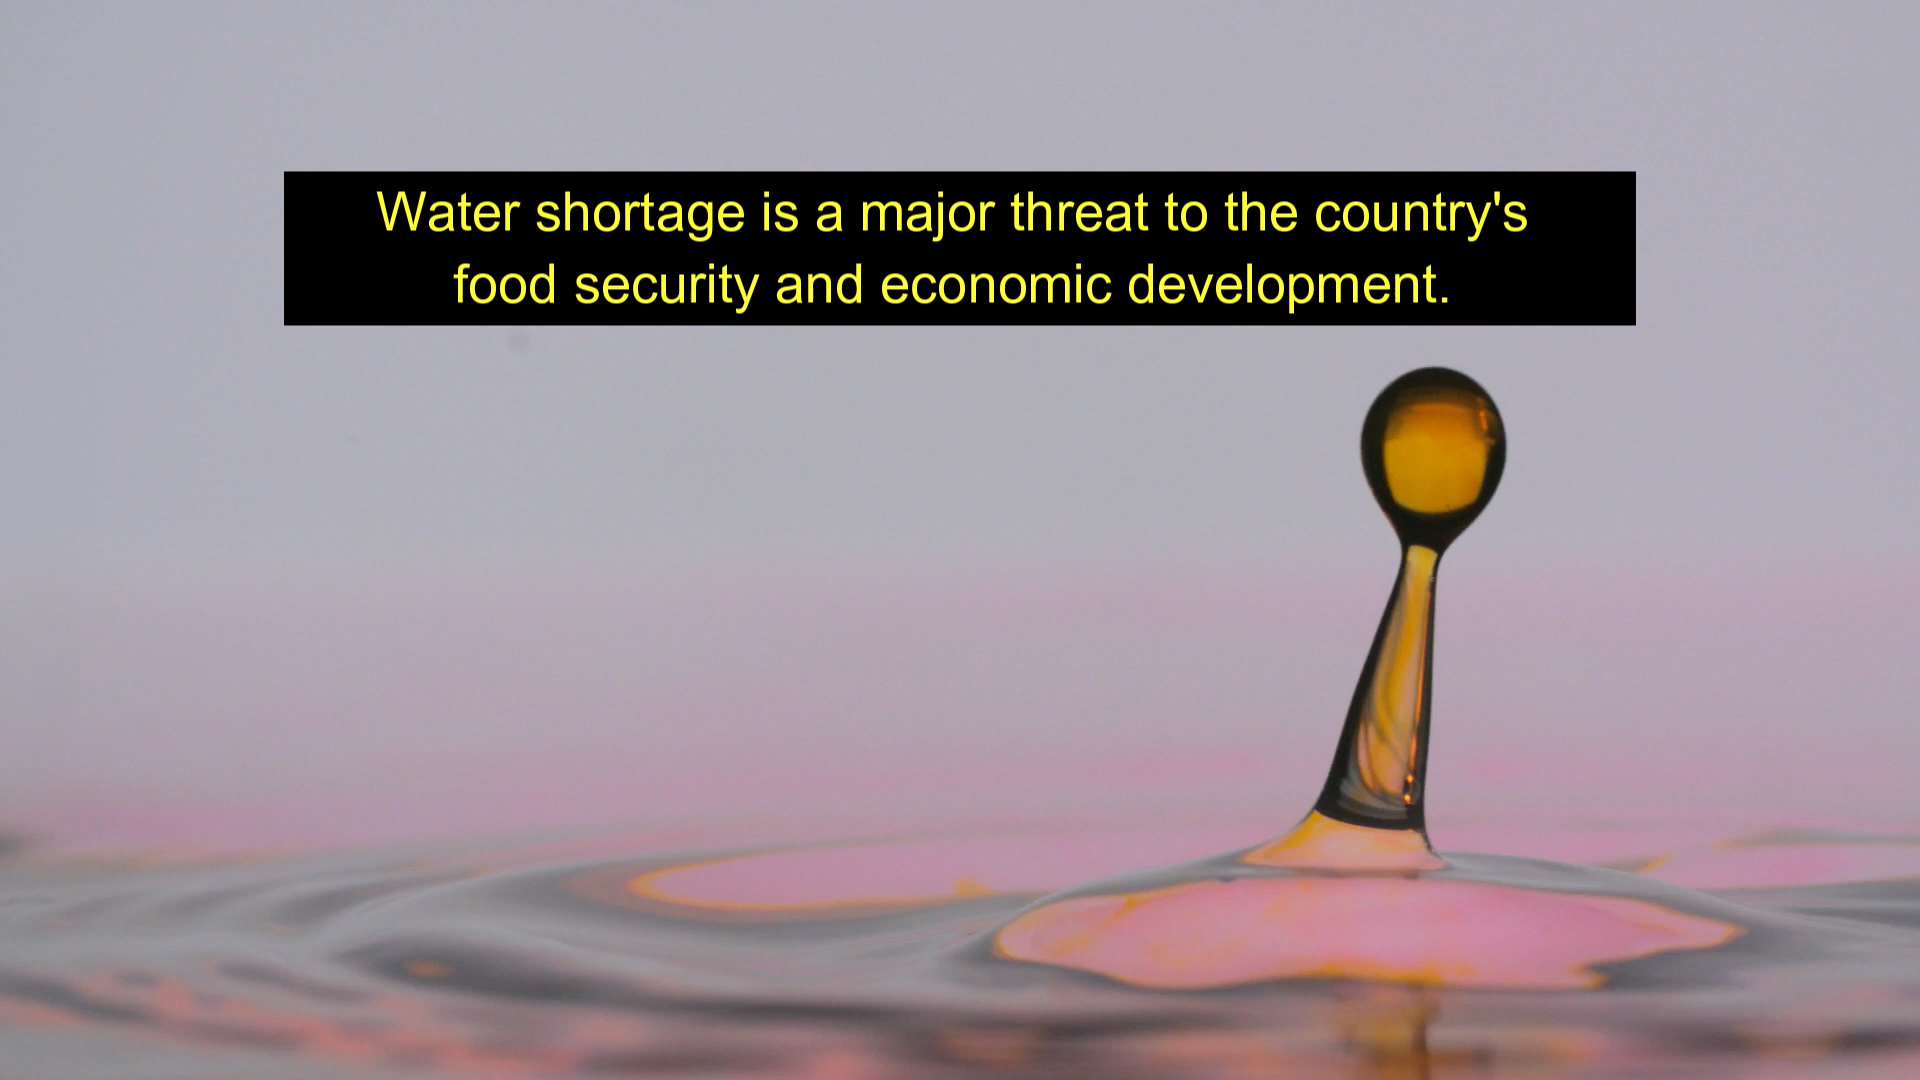 Water shortage is a major threat to the country's
food security and economic development.